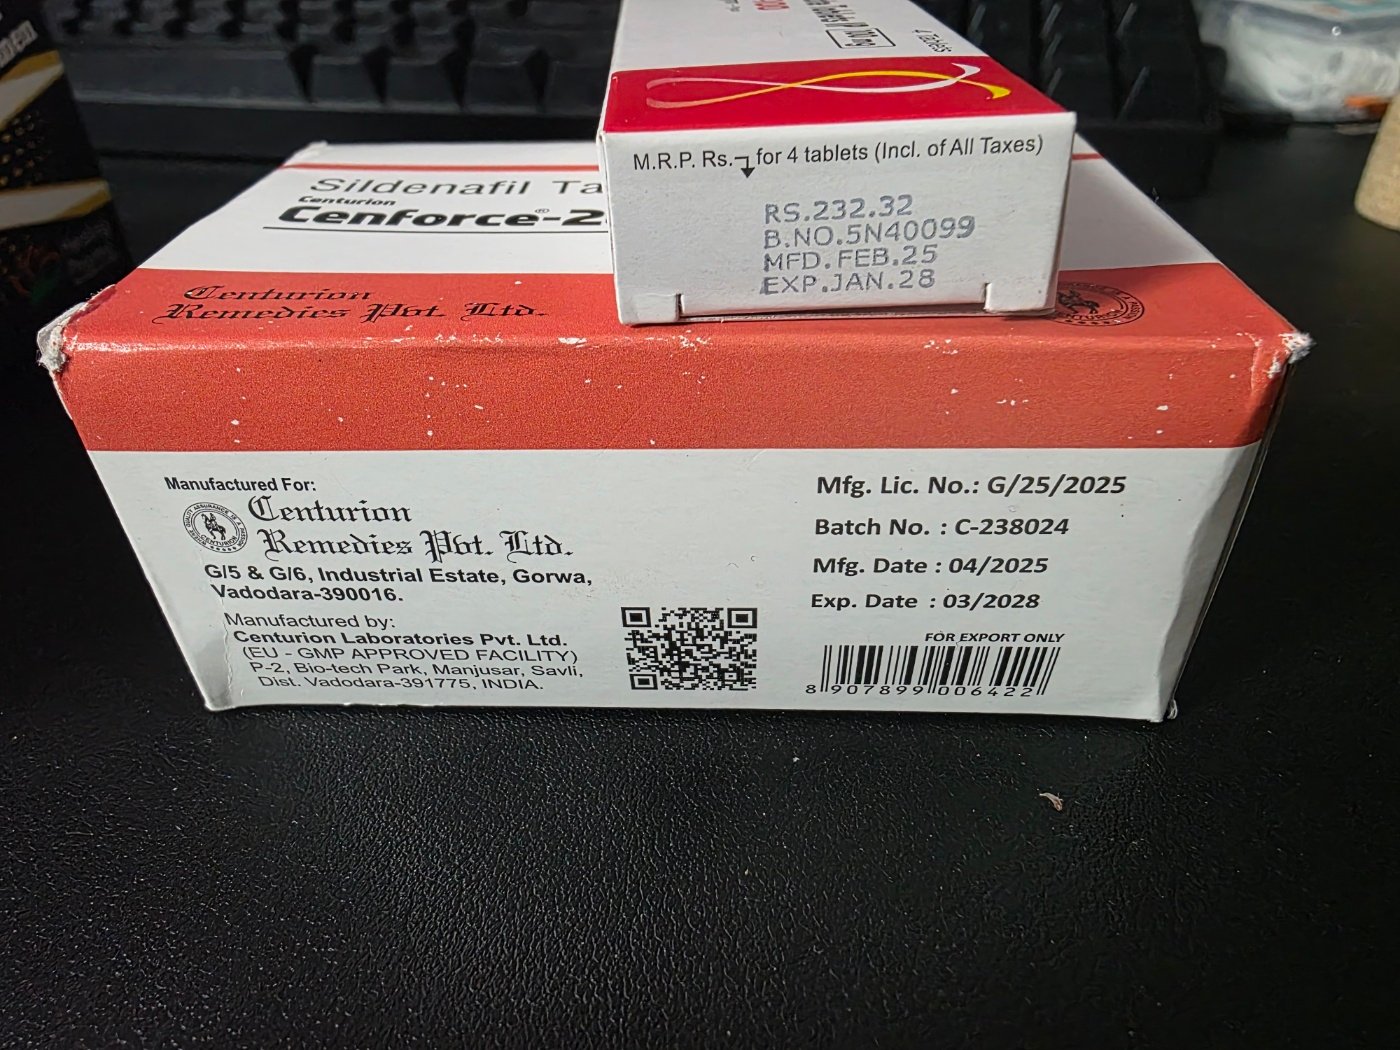 4 Tablets
M.R.P. Rs. for 4 tablets (Incl. of All Taxes)
RS.232.32
B.NO.5N40099
MFD.FEB.25
EXP.JAN.28
Sildenafil
Centurion
Cenforce®-2
Centurion
Remedies Pvt. Ltd.
Manufactured For:
Centurion
Remedies Pvt. Ltd.
G/5 & G/6, Industrial Estate, Gorwa,
Vadodara-390016.
Manufactured by:
Centurion Laboratories Pvt. Ltd.
(EU - GMP APPROVED FACILITY)
P-2, Bio-tech Park, Manjusar, Savli,
Dist. Vadodara-391775, INDIA.
Mfg. Lic. No.: G/25/2025
Batch No. : C-238024
Mfg. Date : 04/2025
Exp. Date : 03/2028
FOR EXPORT ONLY
8 907899 006422